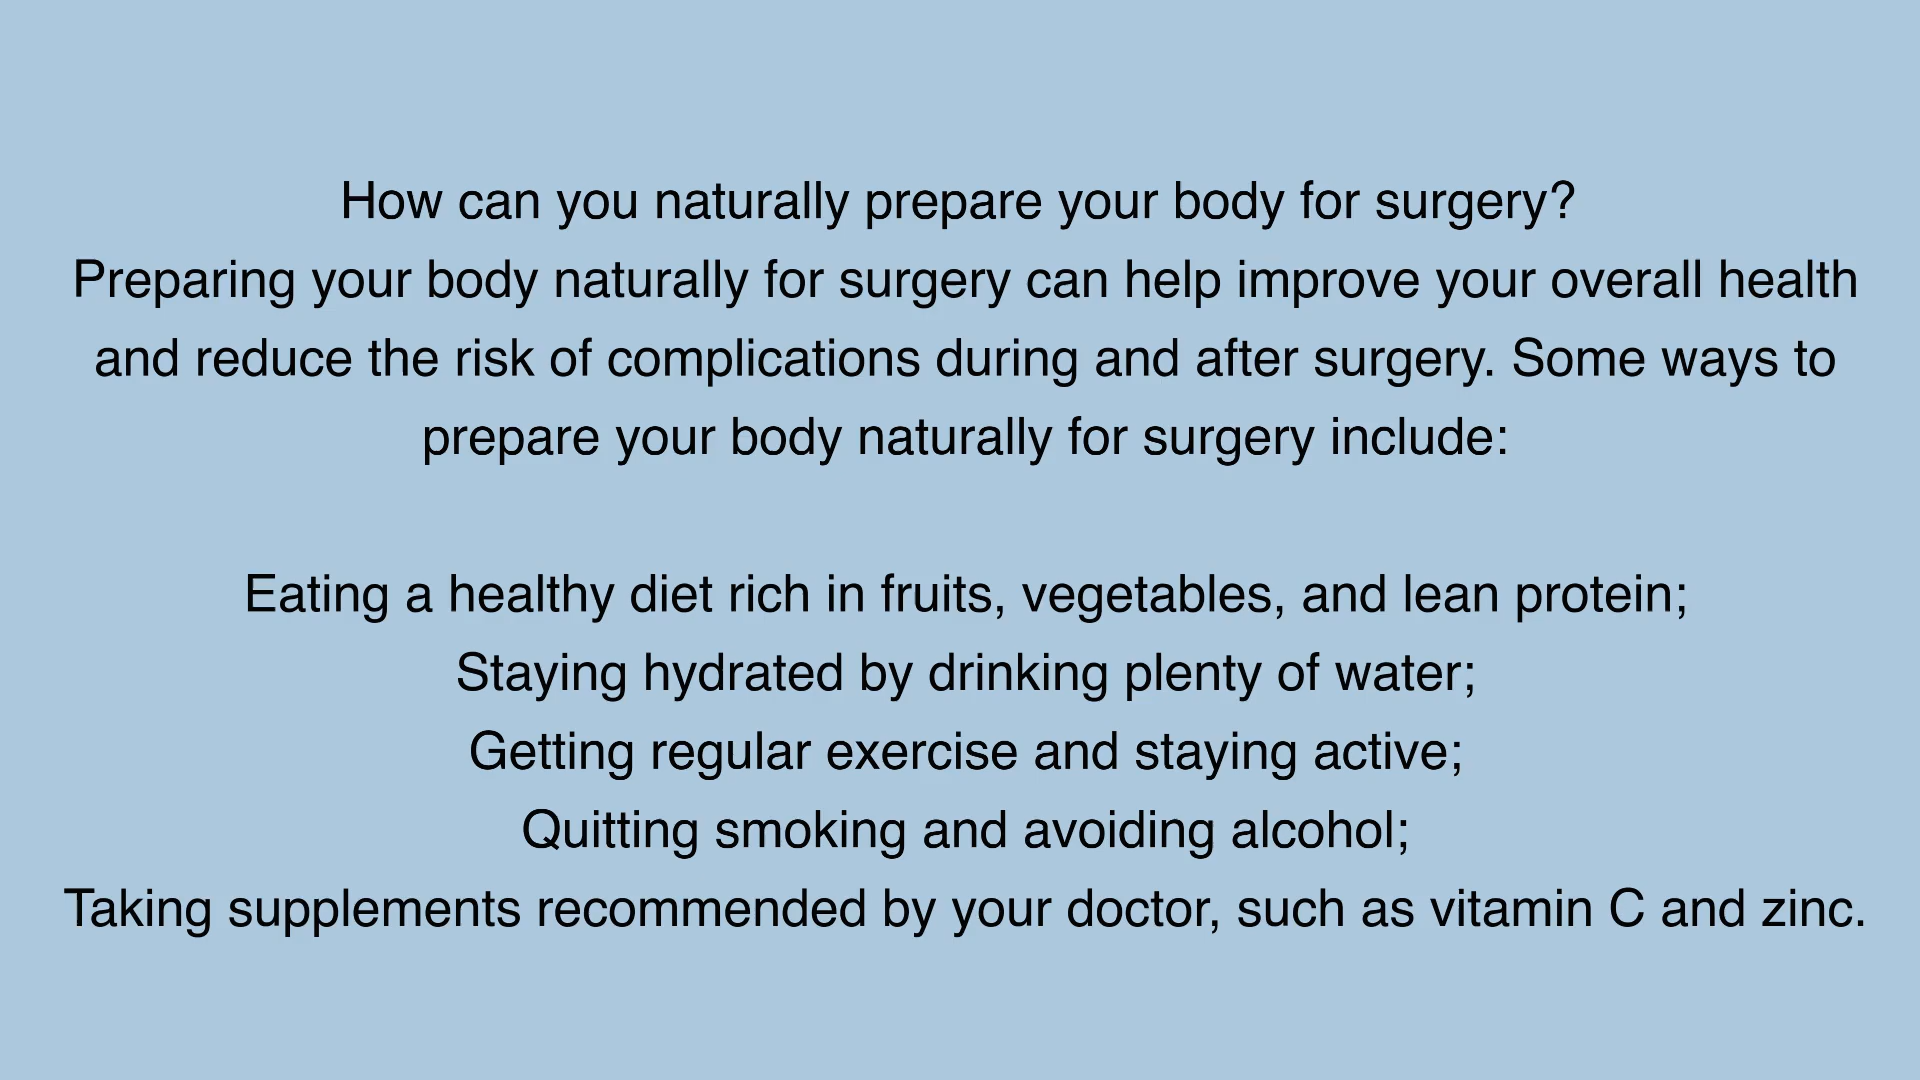 How can you naturally prepare your body for surgery?
Preparing your body naturally for surgery can help improve your overall health
and reduce the risk of complications during and after surgery. Some ways to
prepare your body naturally for surgery include:
Eating a healthy diet rich in fruits, vegetables, and lean protein;
Staying hydrated by drinking plenty of water;
Getting regular exercise and staying active;
Quitting smoking and avoiding alcohol;
Taking supplements recommended by your doctor, such as vitamin C and zinc.